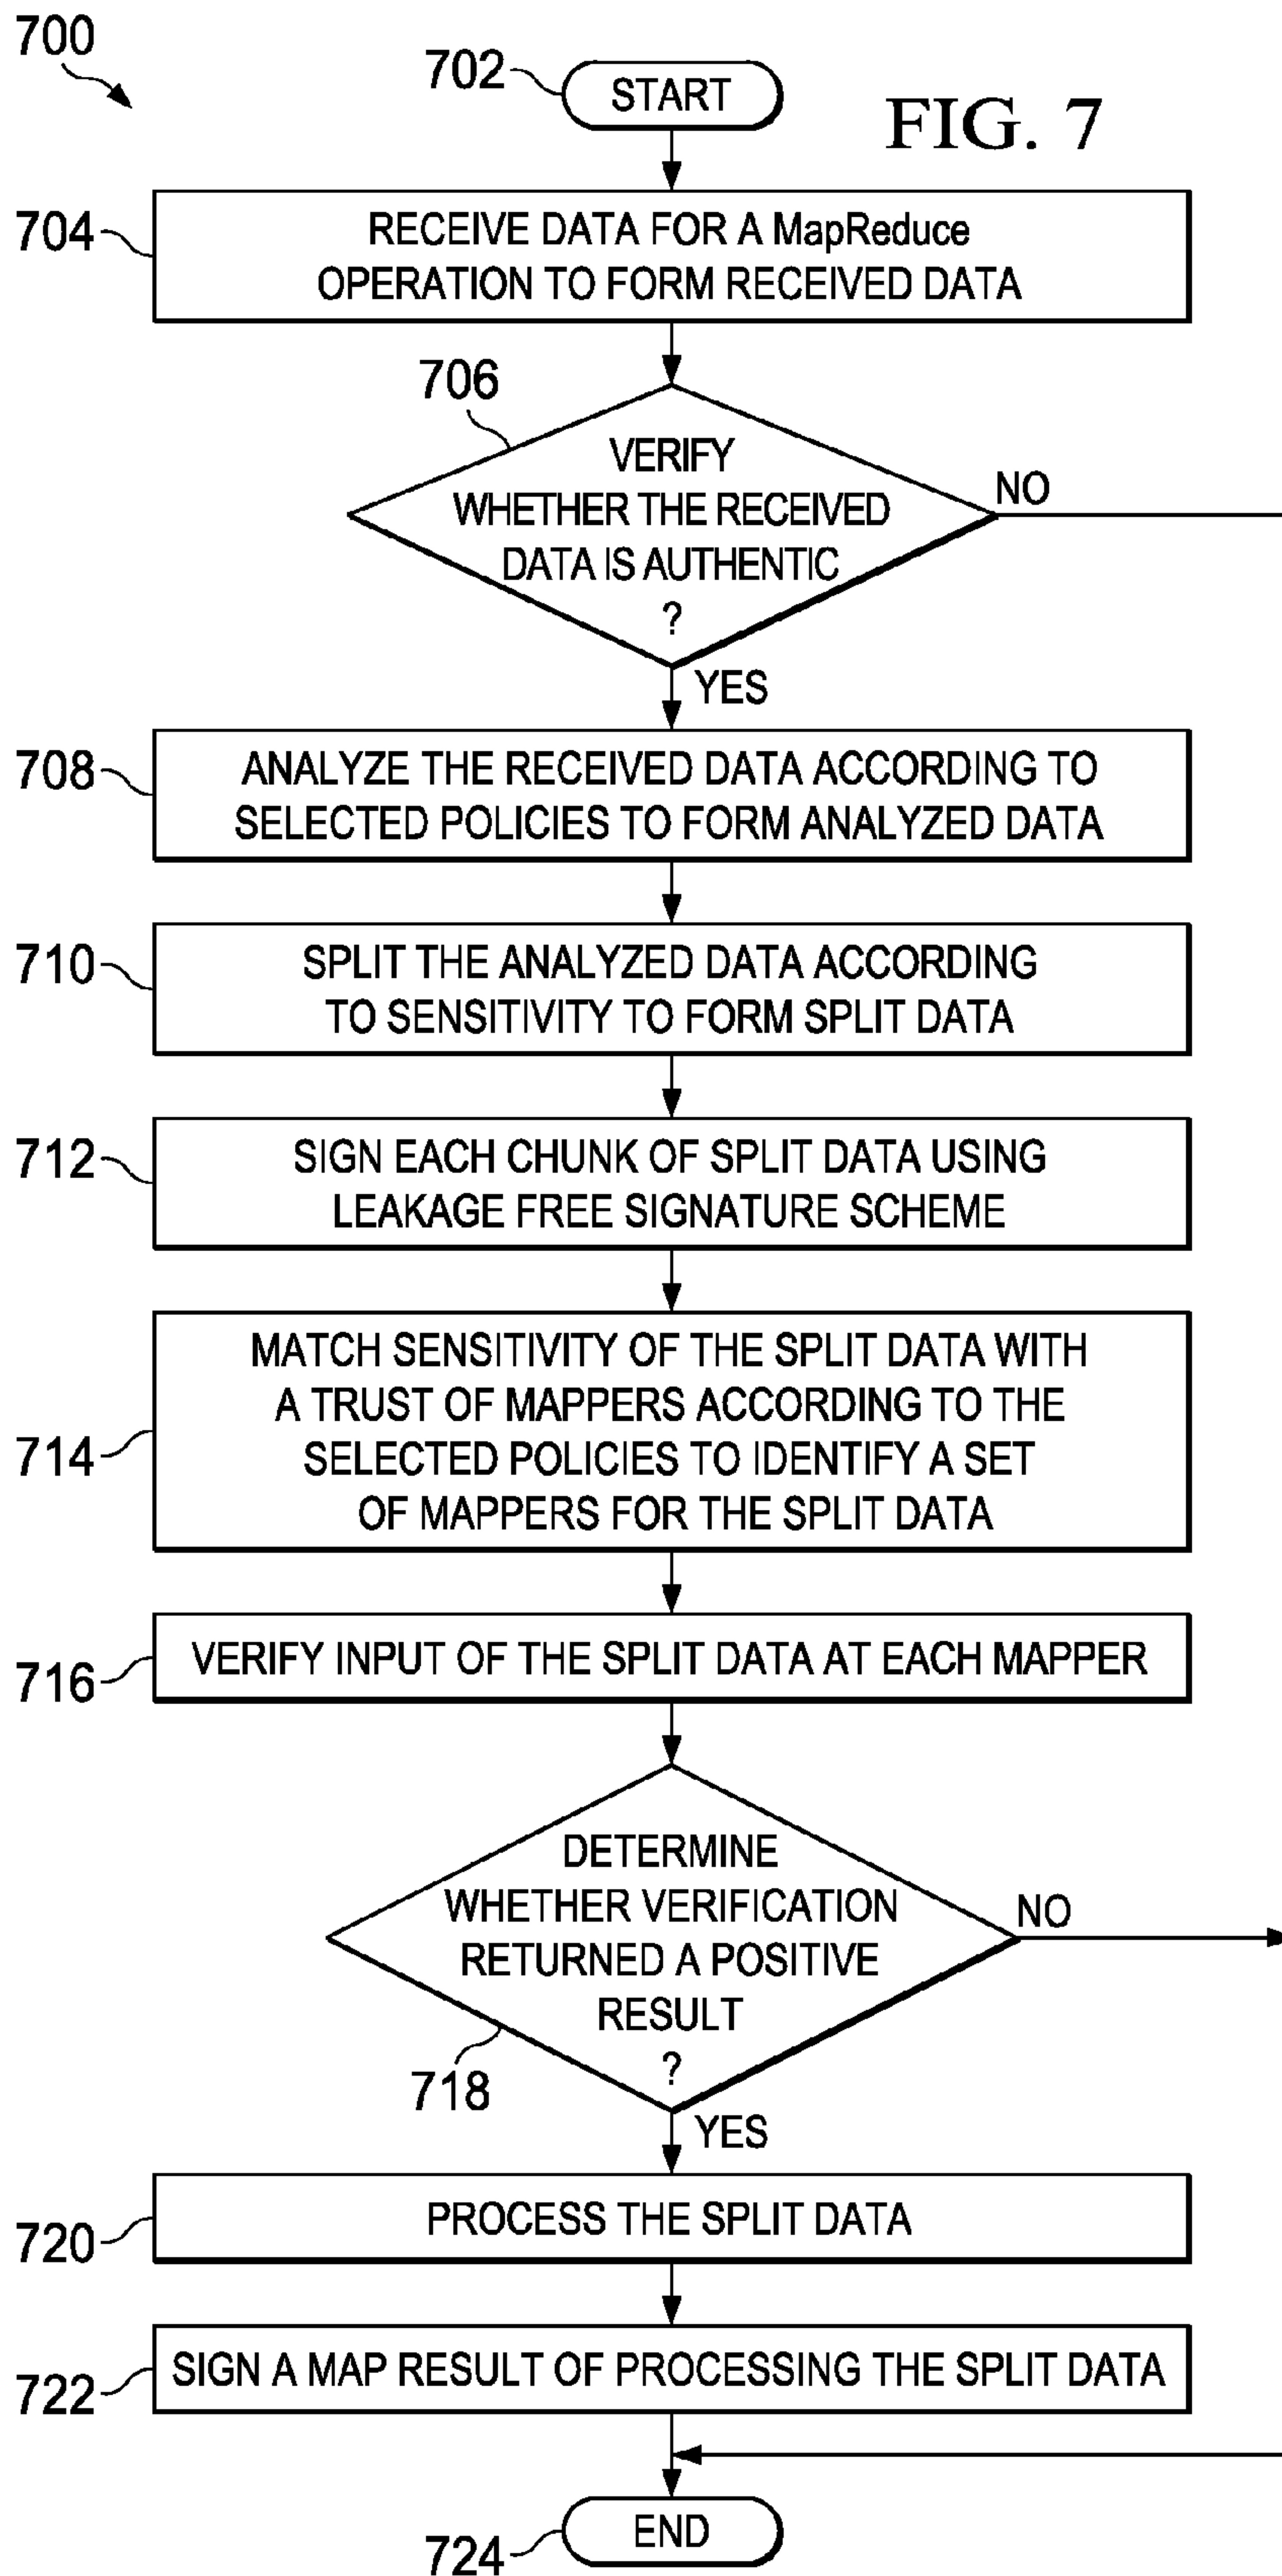 700
702
START
FIG. 7
704
RECEIVE DATA FOR A MapReduce
OPERATION TO FORM RECEIVED DATA
706
VERIFY
WHETHER THE RECEIVED
DATA IS AUTHENTIC
?
NO
YES
708
ANALYZE THE RECEIVED DATA ACCORDING TO
SELECTED POLICIES TO FORM ANALYZED DATA
710
SPLIT THE ANALYZED DATA ACCORDING
TO SENSITIVITY TO FORM SPLIT DATA
712
SIGN EACH CHUNK OF SPLIT DATA USING
LEAKAGE FREE SIGNATURE SCHEME
714
MATCH SENSITIVITY OF THE SPLIT DATA WITH
A TRUST OF MAPPERS ACCORDING TO THE
SELECTED POLICIES TO IDENTIFY A SET
OF MAPPERS FOR THE SPLIT DATA
716
VERIFY INPUT OF THE SPLIT DATA AT EACH MAPPER
DETERMINE
WHETHER VERIFICATION
RETURNED A POSITIVE
RESULT
?
NO
718
YES
720
PROCESS THE SPLIT DATA
722
SIGN A MAP RESULT OF PROCESSING THE SPLIT DATA
724
END